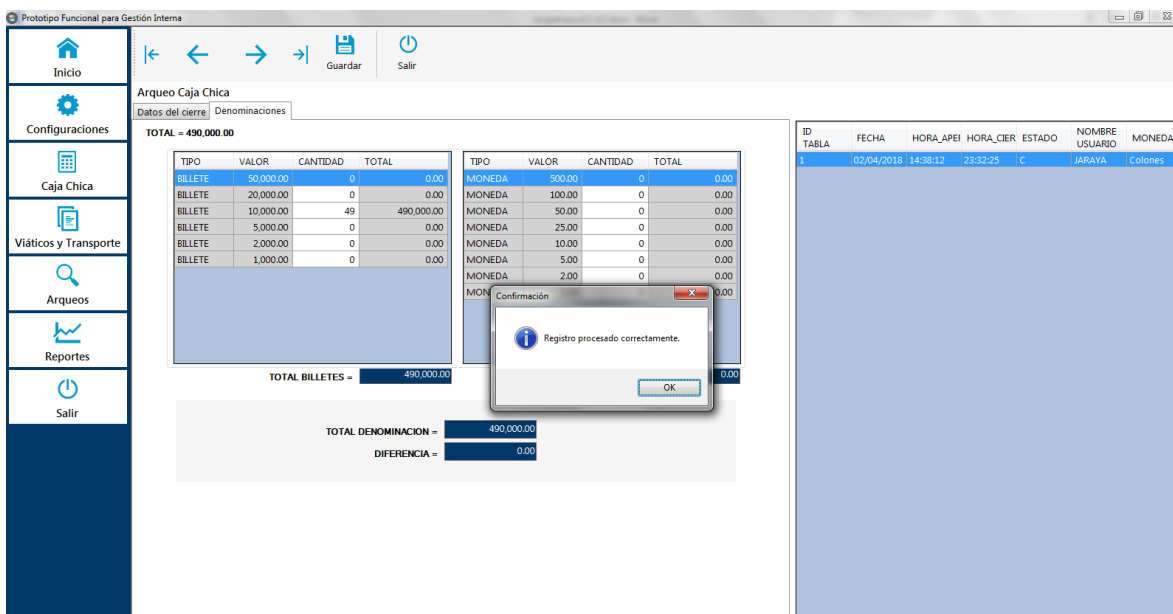 Prototipo Funcional para Gestión Interna
Inicio
Configuraciones
Caja Chica
Viáticos y Transporte
Arqueos
Reportes
Salir
Guardar
Salir
Arqueo Caja Chica
Datos del cierre Denominaciones
TOTAL = 490,000.00
TIPO VALOR CANTIDAD TOTAL
BILLETE 50,000.00 0 0.00
BILLETE 20,000.00 0 0.00
BILLETE 10,000.00 49 490,000.00
BILLETE 5,000.00 0 0.00
BILLETE 2,000.00 0 0.00
BILLETE 1,000.00 0 0.00
TIPO VALOR CANTIDAD TOTAL
MONEDA 500.00 0 0.00
MONEDA 100.00 0 0.00
MONEDA 50.00 0 0.00
MONEDA 25.00 0 0.00
MONEDA 10.00 0 0.00
MONEDA 5.00 0 0.00
MONEDA 2.00 0 0.00
MON 0.00
Confirmación
Registro procesado correctamente.
OK
TOTAL BILLETES = 490,000.00
0.00
TOTAL DENOMINACION = 490,000.00
DIFERENCIA = 0.00
ID TABLA FECHA HORA_APEI HORA_CIER ESTADO NOMBRE USUARIO MONEDA
1 02/04/2018 14:38:12 23:32:25 C JARAYA Colones